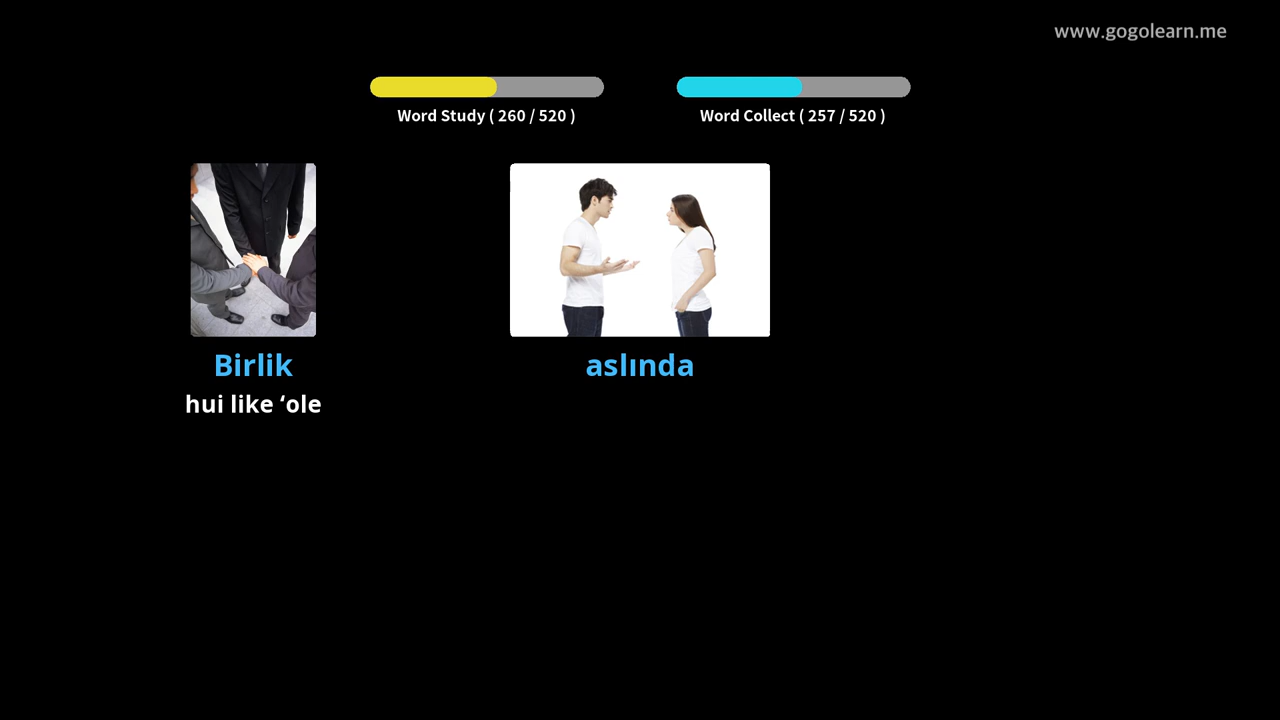 www.gogolearn.me
Word Study ( 260 / 520 )
Word Collect ( 257 / 520 )
Birlik
aslında
hui like ‘ole